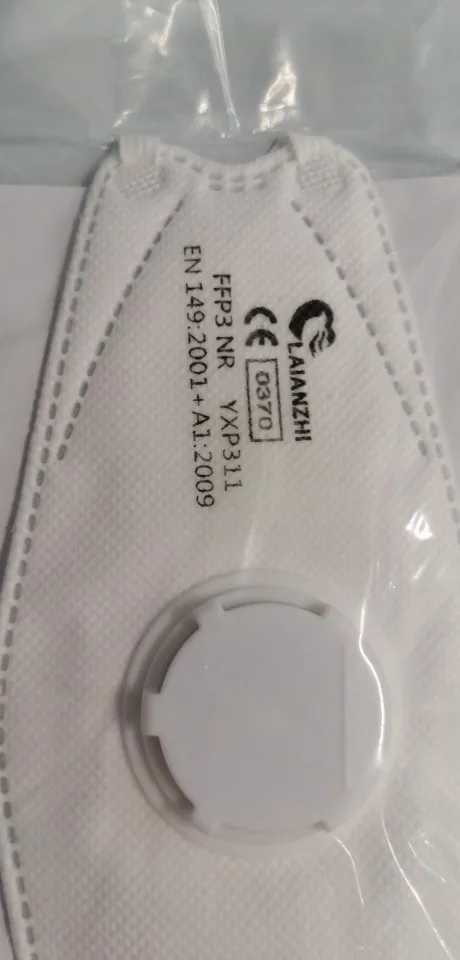 LAIANZHI
CE 0370
FFP3 NR YXP311
EN 149:2001+A1:2009